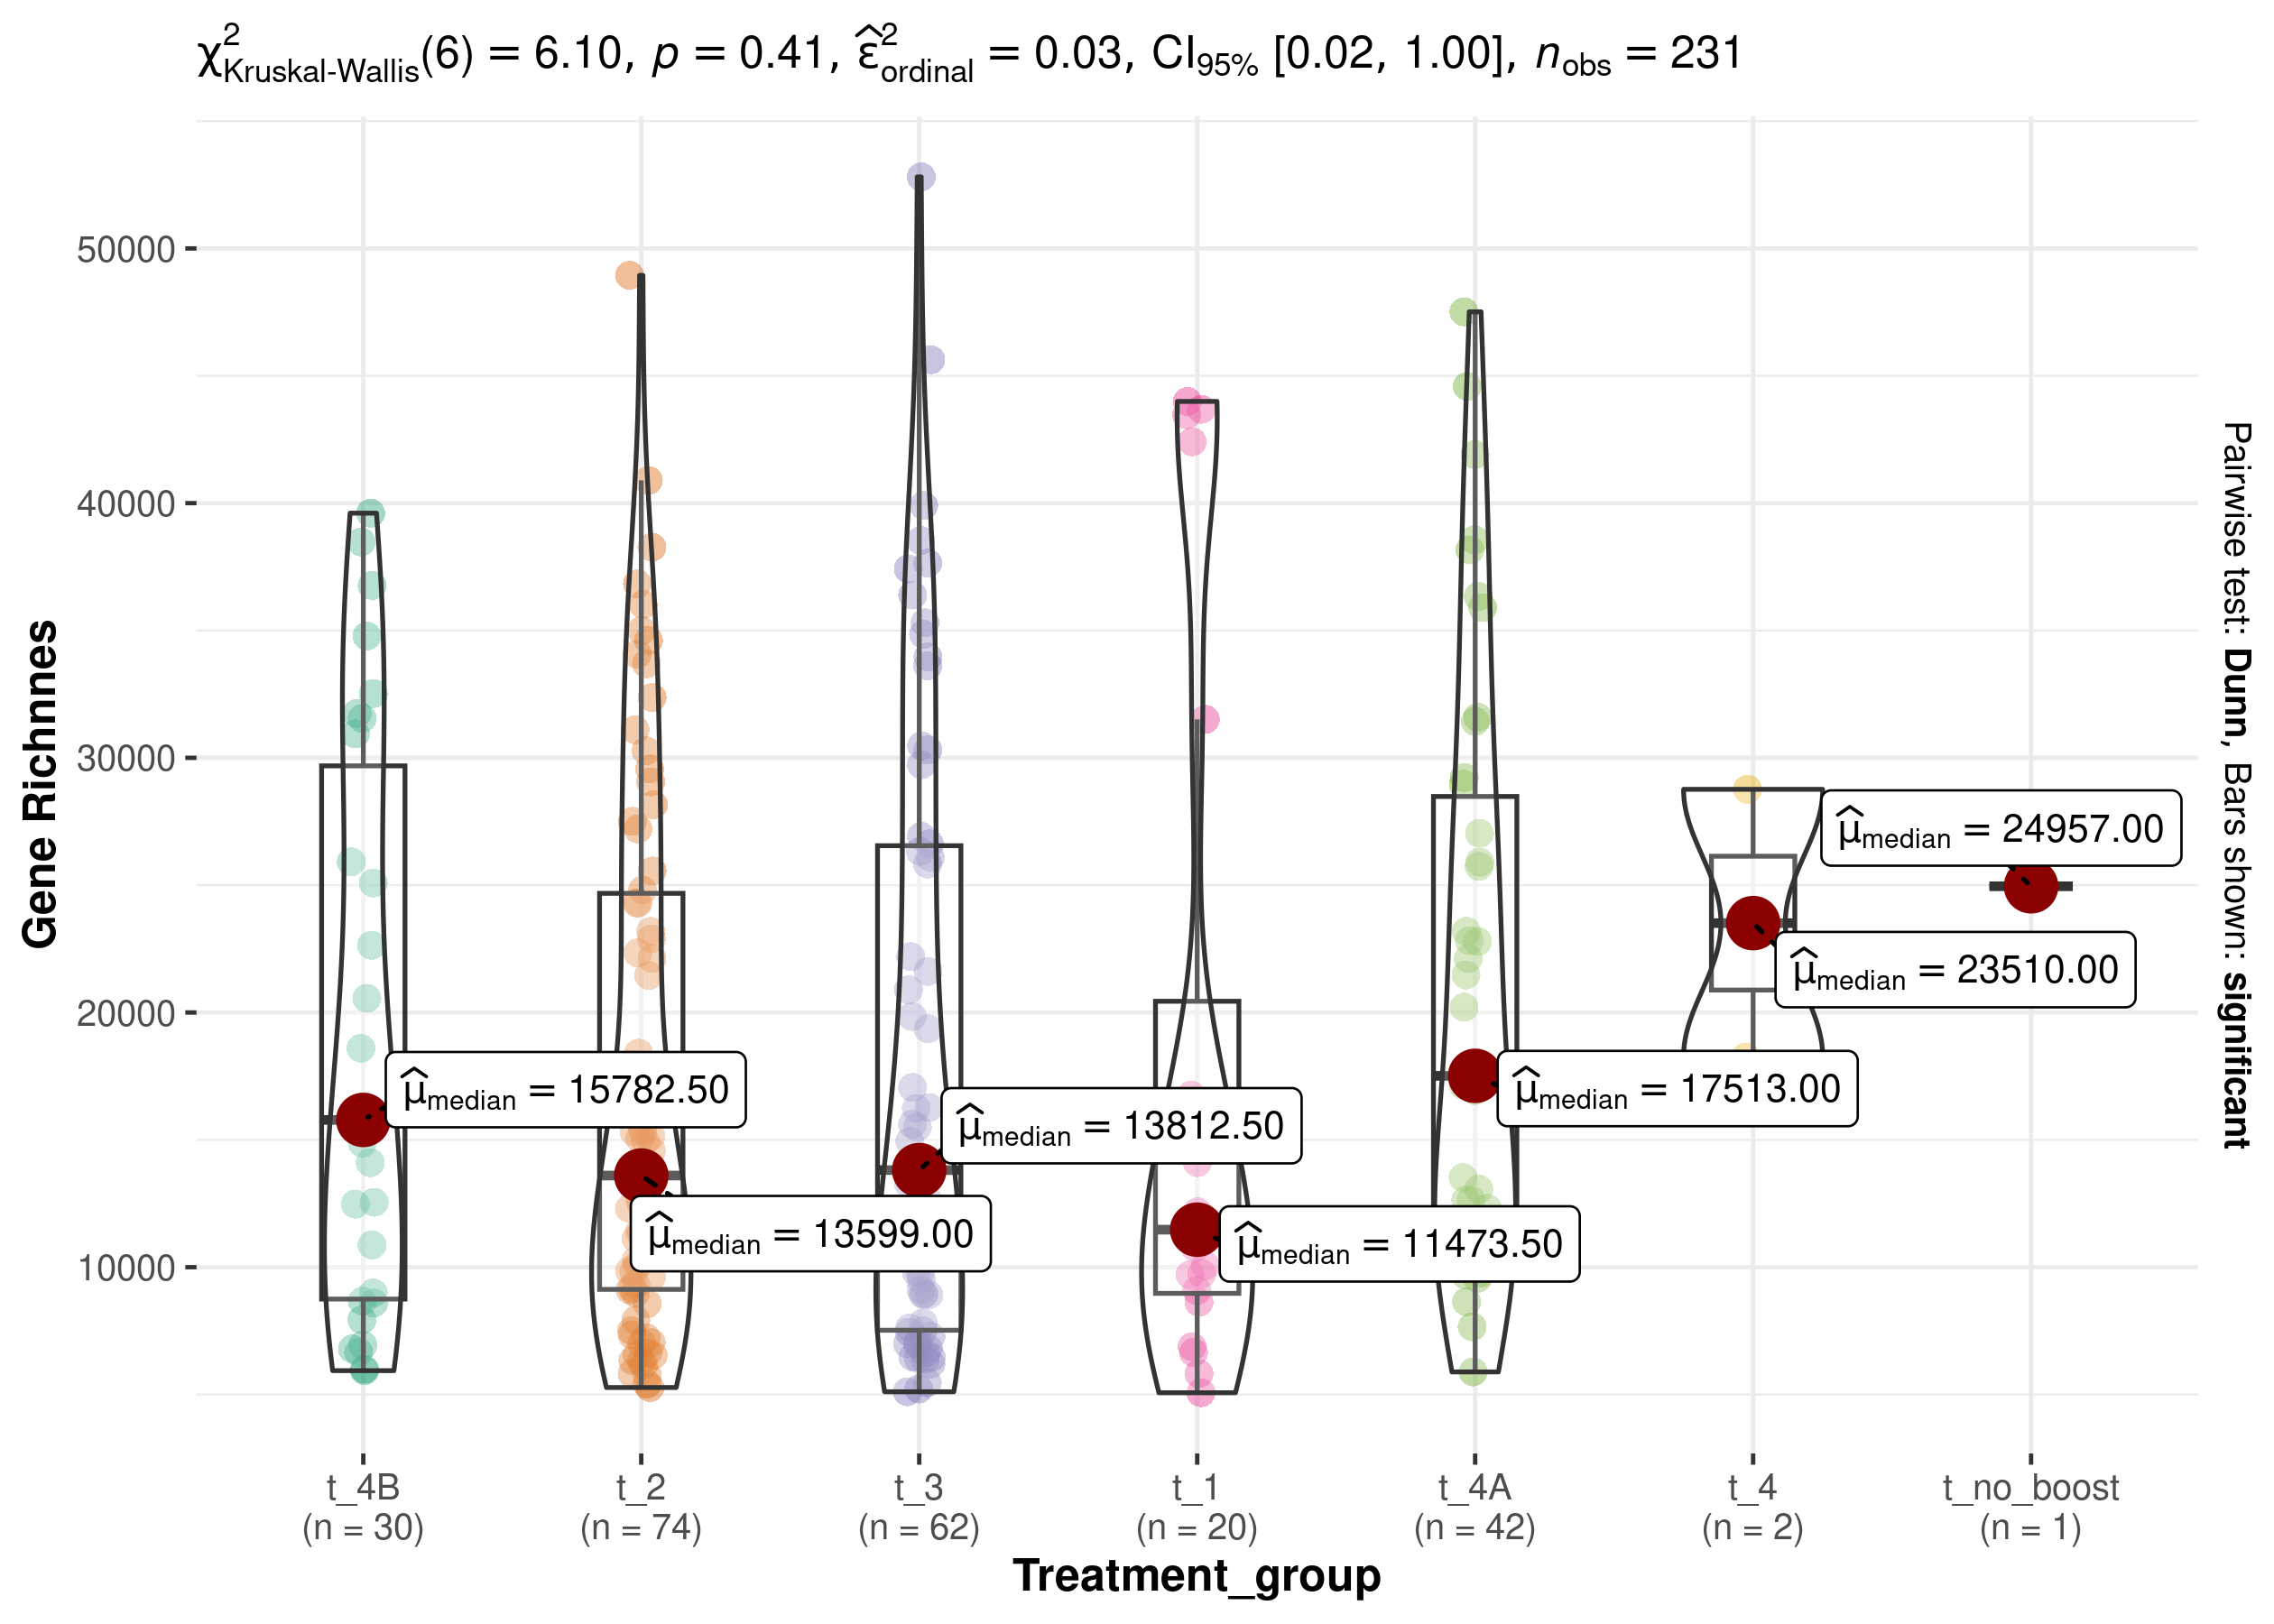 χ²Kruskal-Wallis(6) = 6.10, p = 0.41, ε̂²ordinal = 0.03, CI95% [0.02, 1.00], nobs = 231
Gene Richnnes
50000
40000
30000
20000
10000
μ̂median = 15782.50
μ̂median = 13599.00
μ̂median = 13812.50
μ̂median = 11473.50
μ̂median = 17513.00
μ̂median = 23510.00
μ̂median = 24957.00
Pairwise test: Dunn, Bars shown: significant
t_4B
(n = 30)
t_2
(n = 74)
t_3
(n = 62)
t_1
(n = 20)
t_4A
(n = 42)
t_4
(n = 2)
t_no_boost
(n = 1)
Treatment_group